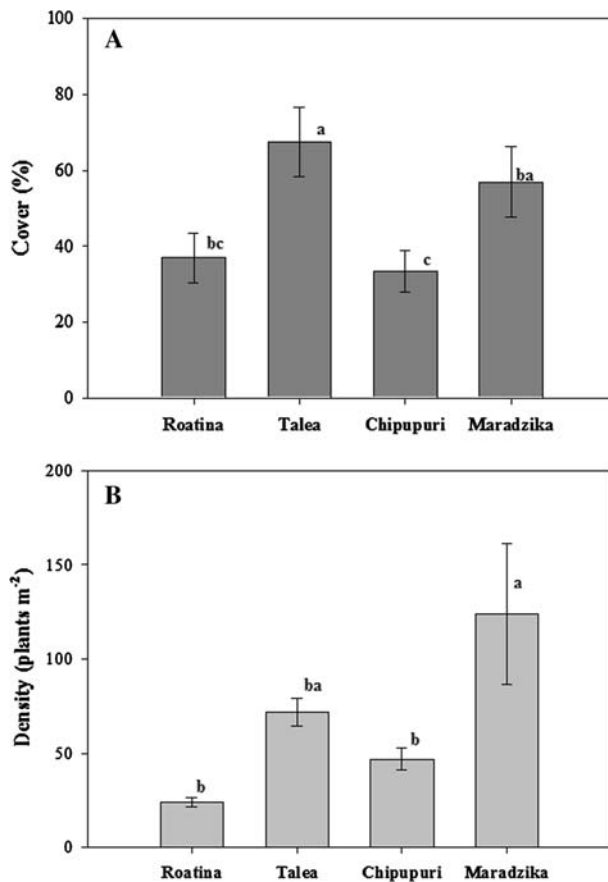 A
Cover (%)
100
80
60
40
20
0
bc
a
c
ba
Roatina Talea Chipupuri Maradzika
B
Density (plants m-2)
200
150
100
50
0
b
ba
b
a
Roatina Talea Chipupuri Maradzika